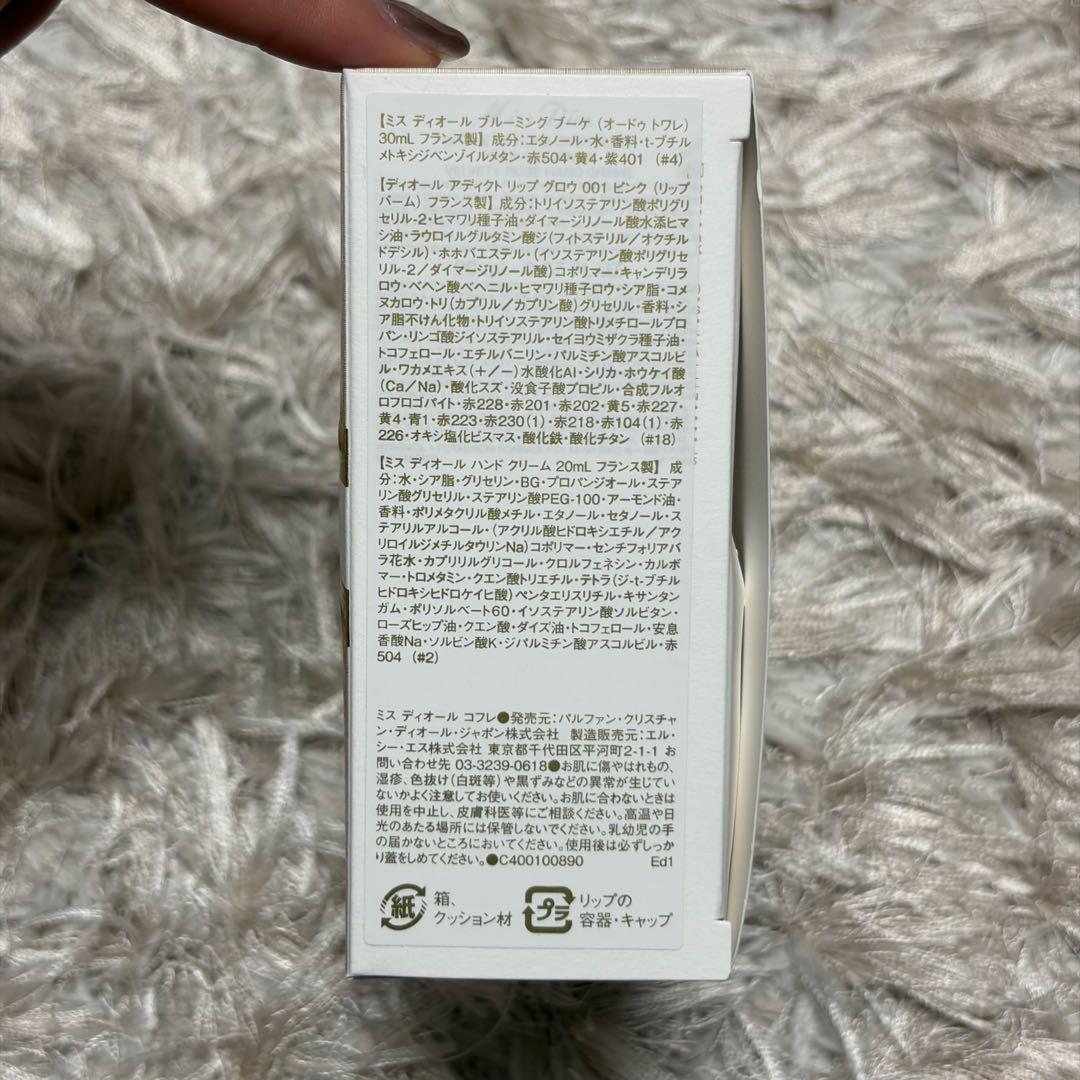 【ミス ディオール ブルーミング ブーケ (オードゥ トワレ)
30mL フランス製】 成分:エタノール・水・香料・t-ブチル
メトキシジベンゾイルメタン・赤504・黄4・紫401 (#4)
【ディオール アディクト リップ グロウ 001 ピンク (リップ
バーム) フランス製】 成分:トリイソステアリン酸ポリグリ
セリル-2・ヒマワリ種子油・ダイマージリノール酸水添ヒマ
シ油・ラウロイルグルタミン酸ジ(フィトステリル/オクチル
ドデシル)・ホホバエステル・(イソステアリン酸ポリグリセ
リル-2/ダイマージリノール酸)コポリマー・キャンデリラ
ロウ・ベヘン酸ベヘニル・ヒマワリ種子ロウ・シア脂・コメ
ヌカロウ・トリ(カプリル/カプリン酸)グリセリル・香料・シ
ア脂不けん化物・トリイソステアリン酸トリメチロールプロ
パン・リンゴ酸ジイソステアリル・セイヨウミザクラ種子油・
トコフェロール・エチルバニリン・パルミチン酸アスコルビ
ル・ワカメエキス(+/-)水酸化Al・シリカ・ホウケイ酸
(Ca/Na)・酸化スズ・没食子酸プロピル・合成フルオ
ロフロゴパイト・赤228・赤201・赤202・黄5・赤227・
黄4・青1・赤223・赤230(1)・赤218・赤104(1)・赤
226・オキシ塩化ビスマス・酸化鉄・酸化チタン (#18)
【ミス ディオール ハンド クリーム 20mL フランス製】 成
分:水・シア脂・グリセリン・BG・プロパンジオール・ステア
リン酸グリセリル・ステアリン酸PEG-100・アーモンド油・
香料・ポリメタクリル酸メチル・エタノール・セタノール・ス
テアリルアルコール・(アクリル酸ヒドロキシエチル/アク
リロイルジメチルタウリンNa)コポリマー・センチフォリアバ
ラ花水・カプリリルグリコール・クロルフェネシン・カルボ
マー・トロメタミン・クエン酸トリエチル・テトラ(ジ-t-ブチル
ヒドロキシヒドロケイヒ酸)ペンタエリスリチル・キサンタン
ガム・ポリソルベート60・イソステアリン酸ソルビタン・
ローズヒップ油・クエン酸・ダイズ油・トコフェロール・安息
香酸Na・ソルビン酸K・ジパルミチン酸アスコルビル・赤
504 (#2)
ミス ディオール コフレ●発売元:パルファン・クリスチャ
ン・ディオール・ジャポン株式会社 製造販売元:エル・
シー・エス株式会社 東京都千代田区平河町2-1-1 お
問い合わせ先 03-3239-0618●お肌に傷やはれもの、
湿疹、色抜け(白斑等)や黒ずみなどの異常が生じてい
ないかよく注意してお使いください。お肌に合わないときは
使用を中止し、皮膚科医等にご相談ください。高温や日
光のあたる場所には保管しないでください。乳幼児の手
の届かないところにおいてください。使用後は必ずしっか
り蓋をしめてください。●C400100890 Ed1
紙 箱、 プラ リップの
クッション材 容器・キャップ